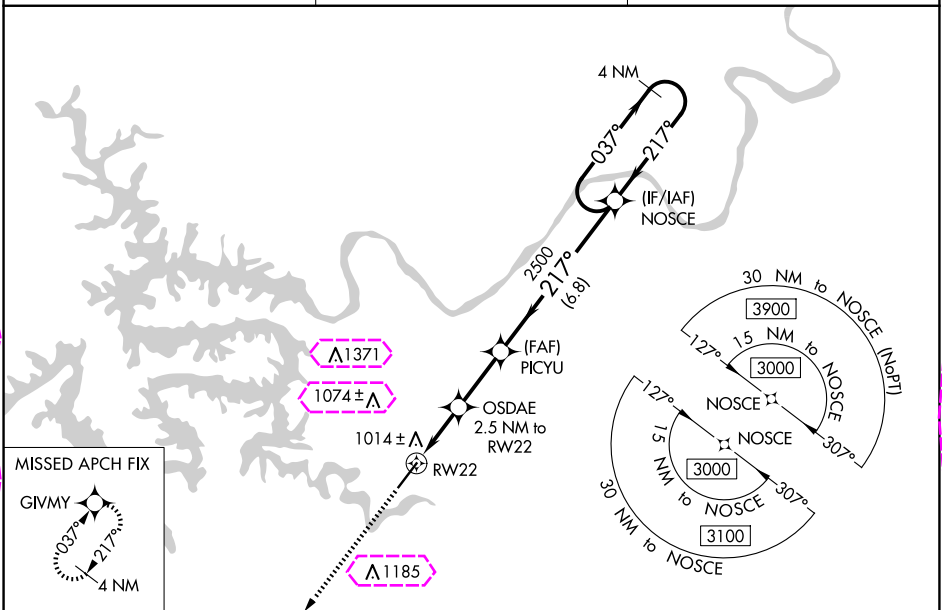 4 NM
037°
217°
(IF/IAF)
NOSCE
2500
217°
(6.8)
(FAF)
PICYU
1371
1074 ±
OSDAE
2.5 NM to
RW22
1014 ±
RW22
1185
30 NM to NOSCE (NoPT)
3900
15 NM to NOSCE
3000
127°
NOSCE
307°
127°
NOSCE
15 NM to NOSCE
3000
307°
3100
30 NM to NOSCE
MISSED APCH FIX
GIVMY
037°
217°
4 NM